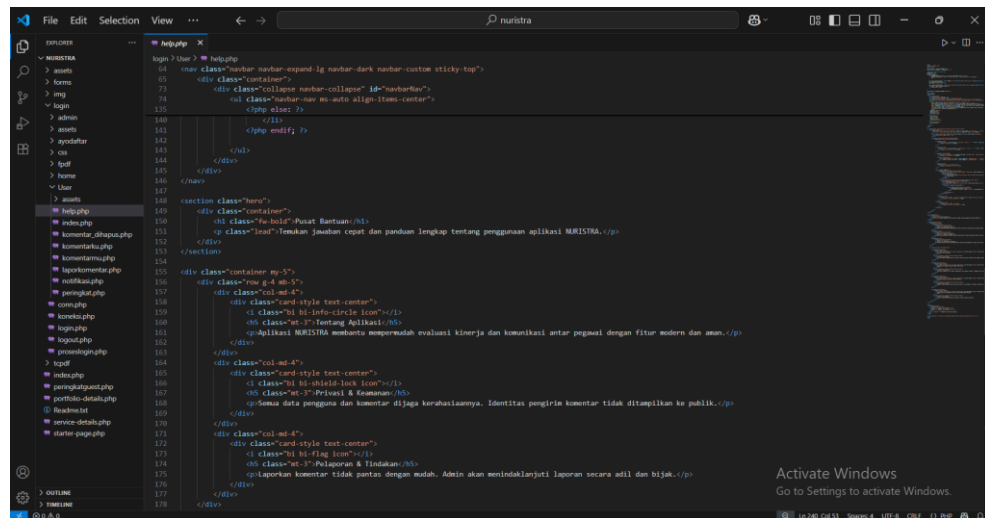 File Edit Selection View ... nuristra
EXPLORER ...
NURISTRA
> assets
> forms
> img
login
> admin
> assets
> ayodaftar
> css
> fpdf
> home
User
> assets
help.php
index.php
komentar_dihapus.php
komentarku.php
komentarmu.php
laporkomentar.php
notifikasi.php
peringkat.php
conn.php
koneksi.php
login.php
logout.php
proseslogin.php
> tcpdf
index.php
peringkatguest.php
portfolio-details.php
Readme.txt
service-details.php
starter-page.php
> OUTLINE
> TIMELINE
help.php ×
login > User > help.php
64 <nav class="navbar navbar-expand-lg navbar-dark navbar-custom sticky-top">
65 <div class="container">
73 <div class="collapse navbar-collapse" id="navbarNav">
74 <ul class="navbar-nav ms-auto align-items-center">
135 <?php else: ?>
140 </li>
141 <?php endif; ?>
142
143 </ul>
144 </div>
145 </div>
146 </nav>
147
148 <section class="hero">
149 <div class="container">
150 <h1 class="fw-bold">Pusat Bantuan</h1>
151 <p class="lead">Temukan jawaban cepat dan panduan lengkap tentang penggunaan aplikasi NURISTRA.</p>
152 </div>
153 </section>
154
155 <div class="container my-5">
156 <div class="row g-4 mb-5">
157 <div class="col-md-4">
158 <div class="card-style text-center">
159 <i class="bi bi-info-circle icon"></i>
160 <h5 class="mt-3">Tentang Aplikasi</h5>
161 <p>Aplikasi NURISTRA membantu mempermudah evaluasi kinerja dan komunikasi antar pegawai dengan fitur modern dan aman.</p>
162 </div>
163 </div>
164 <div class="col-md-4">
165 <div class="card-style text-center">
166 <i class="bi bi-shield-lock icon"></i>
167 <h5 class="mt-3">Privasi & Keamanan</h5>
168 <p>Semua data pengguna dan komentar dijaga kerahasiaannya. Identitas pengirim komentar tidak ditampilkan ke publik.</p>
169 </div>
170 </div>
171 <div class="col-md-4">
172 <div class="card-style text-center">
173 <i class="bi bi-flag icon"></i>
174 <h5 class="mt-3">Pelaporan & Tindakan</h5>
175 <p>Laporkan komentar tidak pantas dengan mudah. Admin akan menindaklanjuti laporan secara adil dan bijak.</p>
176 </div>
177 </div>
178 </div>
Activate Windows
Go to Settings to activate Windows.
0 0 Ln 240, Col 53 Spaces: 4 UTF-8 CRLF {} PHP